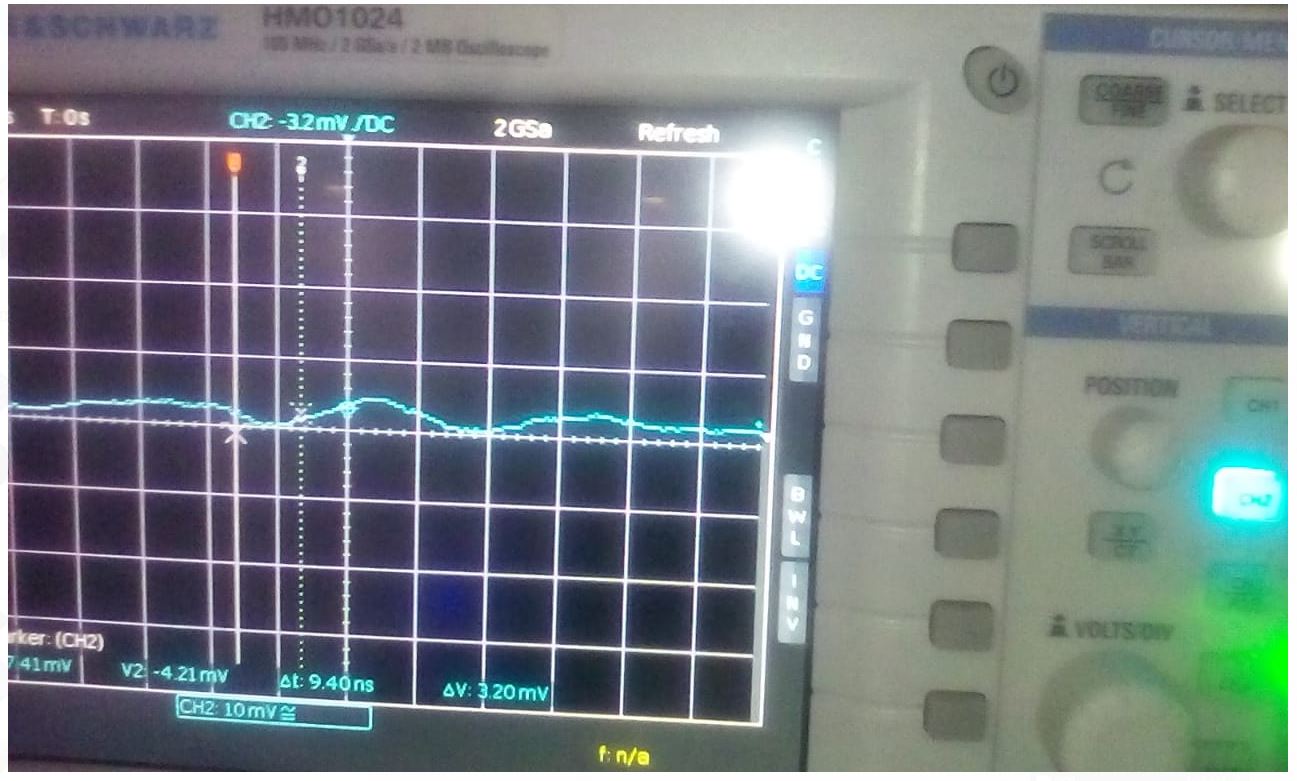 &SCHWARZ
HMO1024
100 MHz / 2 GSa/s / 2 MB Oscilloscope
CURSOR/MEN
COARSE
FINE
SELECT
SCROLL
BAR
T: 0s
CH2: -3.2mV / DC
2GSa
Refresh
C
2
DC
GND
BWL
INV
VERTICAL
POSITION
CH1
CH2
VOLTS/DIV
rker: (CH2)
7.41mV
V2: -4.21mV
Δt: 9.40ns
ΔV: 3.20mV
CH2: 10mV≅
f: n/a